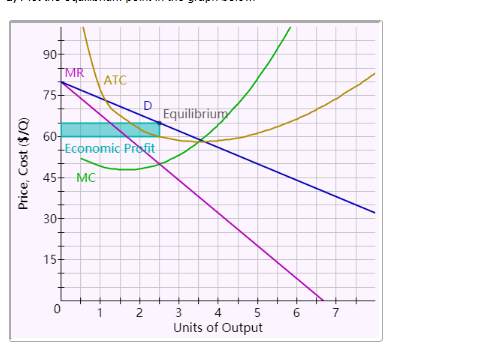 90
MR
ATC
75
D
Equilibrium
60
Economic Profit
45
MC
30
15
0
1 2 3 4 5 6 7
Units of Output
Price, Cost ($/Q)